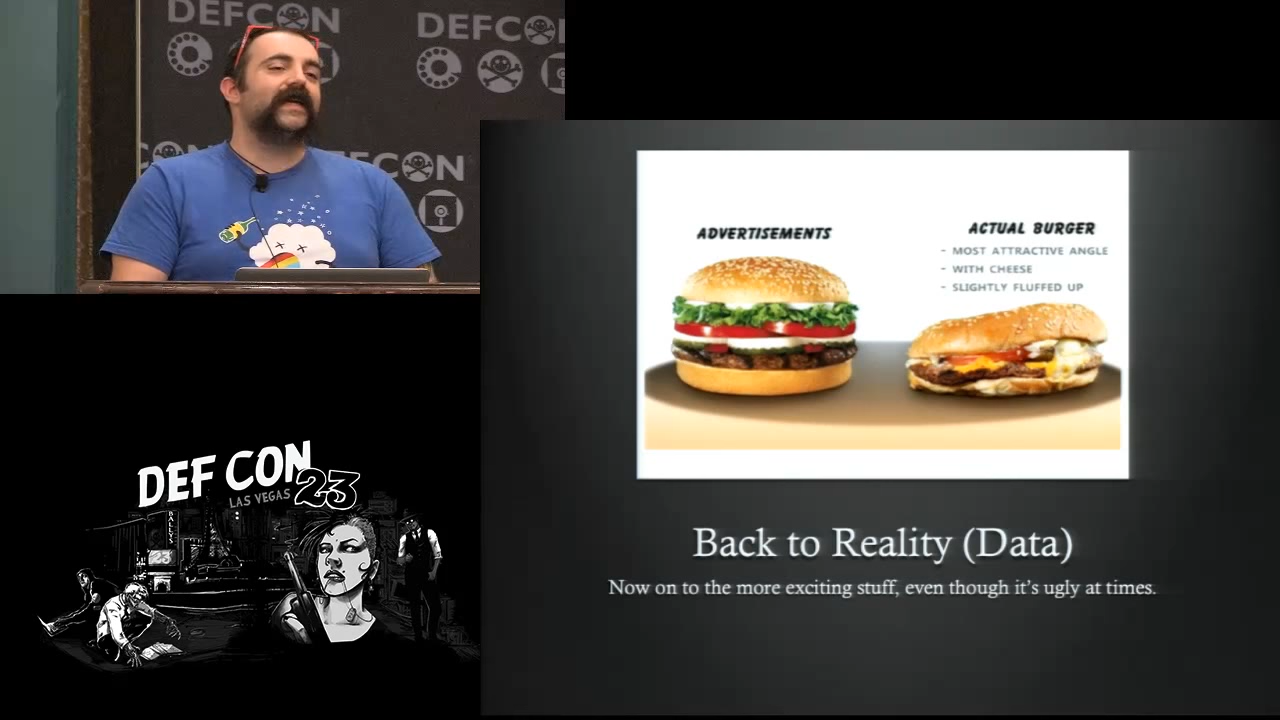 DEFCON
DEFCON
DEFCON
ADVERTISEMENTS
ACTUAL BURGER
- MOST ATTRACTIVE ANGLE
- WITH CHEESE
- SLIGHTLY FLUFFED UP
DEF CON
LAS VEGAS 23
BALLYS
Back to Reality (Data)
Now on to the more exciting stuff, even though it's ugly at times.